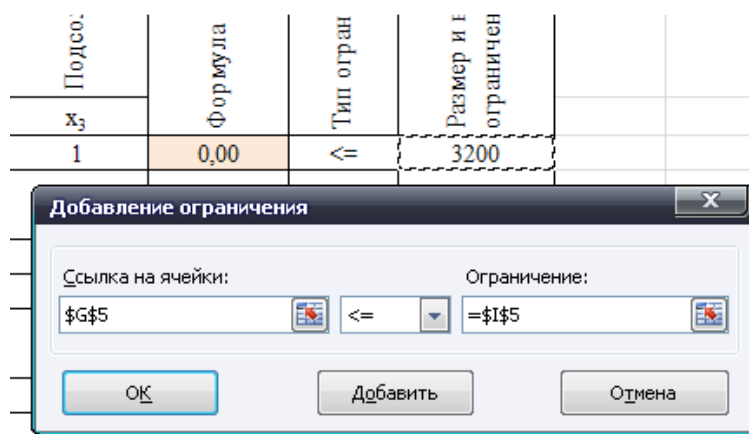 Подсо
Формула
Тип огран
Размер и в
ограничен
x₃
1 0,00 <= 3200
Добавление ограничения
x
Ссылка на ячейки: Ограничение:
$G$5 <= =$I$5
OK Добавить Отмена